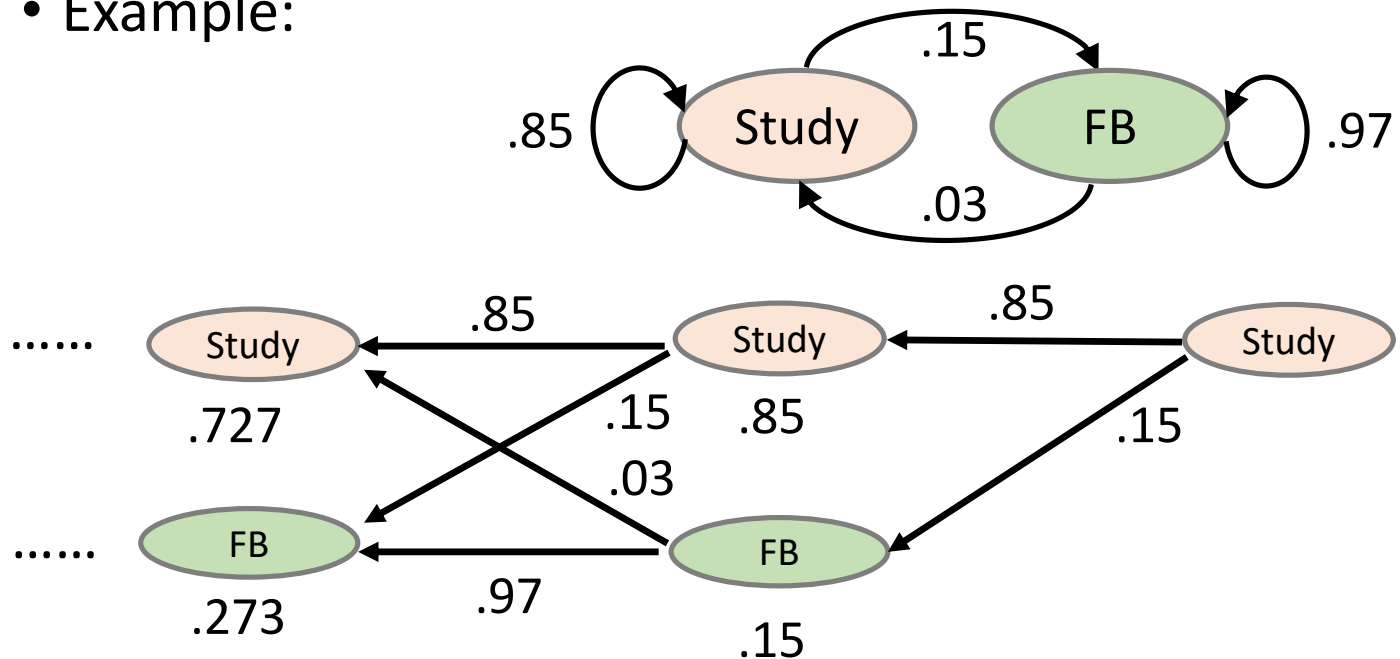 • Example:
.15
.85
Study
FB
.97
.03
.85
.85
……
Study
Study
Study
.727
.15
.85
.15
.03
……
FB
FB
.273
.97
.15